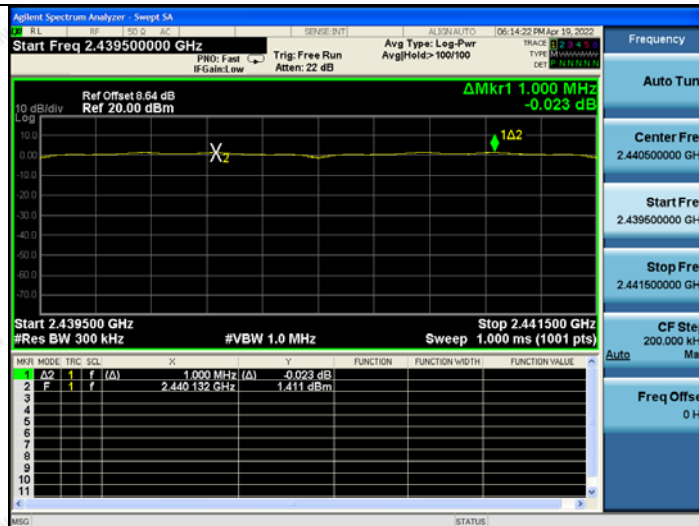 Agilent Spectrum Analyzer - Swept SA
RL RF 50 Ω AC SENSE:INT ALIGN AUTO 06:14:22 PM Apr 19, 2022
Start Freq 2.439500000 GHz
PNO: Fast
IFGain:Low
Trig: Free Run
Atten: 22 dB
Avg Type: Log-Pwr
Avg|Hold:> 100/100
TRACE 1 2 3 4 5 6
TYPE
DET P N N N N N
Ref Offset 8.64 dB
Ref 20.00 dBm
10 dB/div
Log
ΔMkr1 1.000 MHz
-0.023 dB
10.0
0.00
-10.0
-20.0
-30.0
-40.0
-50.0
-60.0
-70.0
X2
1Δ2
Start 2.439500 GHz
Stop 2.441500 GHz
#Res BW 300 kHz
#VBW 1.0 MHz
Sweep 1.000 ms (1001 pts)
MKR MODE TRC SCL X Y FUNCTION FUNCTION WIDTH FUNCTION VALUE
1 Δ2 1 f (Δ) 1.000 MHz (Δ) -0.023 dB
2 F 1 f 2.440 132 GHz 1.411 dBm
3
4
5
6
7
8
9
10
11
MSG STATUS
Frequency
Auto Tun
Center Fre
2.440500000 GH
Start Fre
2.439500000 GH
Stop Fre
2.441500000 GH
CF Ste
200.000 kH
Auto Ma
Freq Offse
0 H